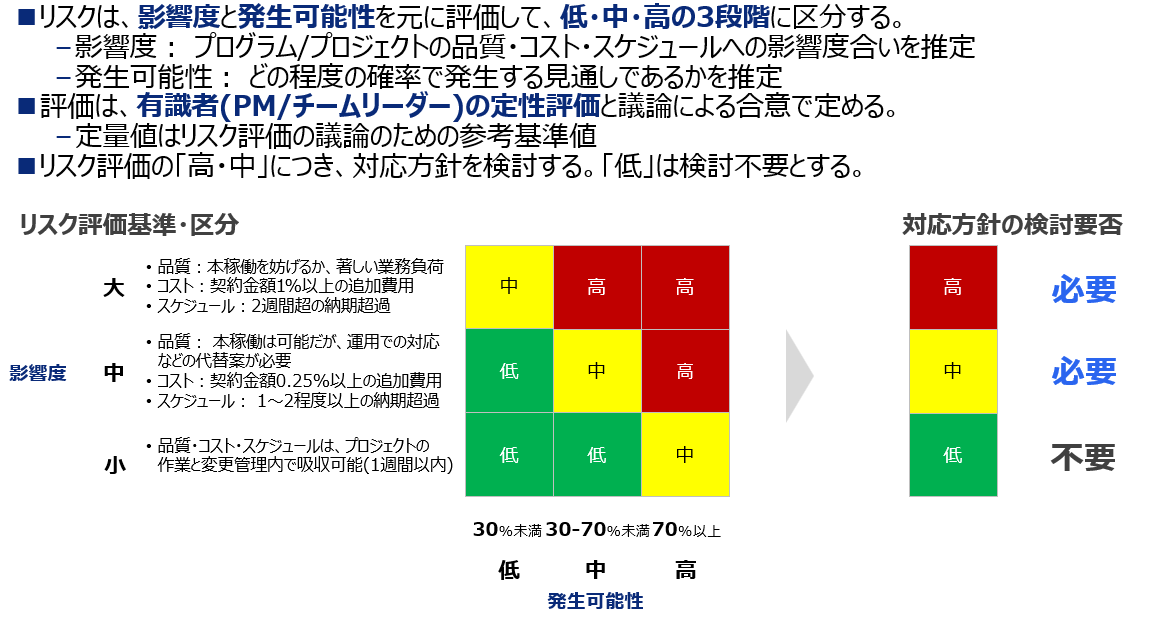 ■リスクは、影響度と発生可能性を元に評価して、低・中・高の3段階に区分する。
－影響度： プログラム/プロジェクトの品質・コスト・スケジュールへの影響度合いを推定
－発生可能性： どの程度の確率で発生する見通しであるかを推定
■評価は、有識者(PM/チームリーダー)の定性評価と議論による合意で定める。
－定量値はリスク評価の議論のための参考基準値
■リスク評価の「高・中」につき、対応方針を検討する。「低」は検討不要とする。
リスク評価基準・区分
対応方針の検討要否
影響度
大
・品質：本稼働を妨げるか、著しい業務負荷
・コスト：契約金額1%以上の追加費用
・スケジュール：2週間超の納期超過
中 高 高
高 必要
中
・品質： 本稼働は可能だが、運用での対応
などの代替案が必要
・コスト：契約金額0.25%以上の追加費用
・スケジュール： 1～2程度以上の納期超過
低 中 高
中 必要
小
・品質・コスト・スケジュールは、プロジェクトの
作業と変更管理内で吸収可能(1週間以内)
低 低 中
低 不要
30%未満 30-70%未満 70%以上
低 中 高
発生可能性